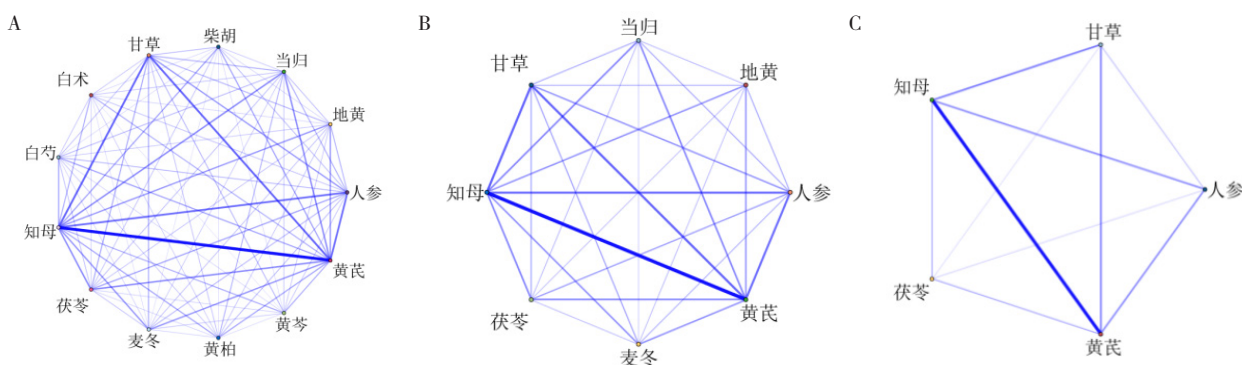 A
柴胡
甘草
当归
白术
地黄
白芍
人参
知母
黄芪
茯苓
黄芩
麦冬
黄柏
B
当归
甘草
地黄
知母
人参
茯苓
黄芪
麦冬
C
甘草
知母
人参
茯苓
黄芪